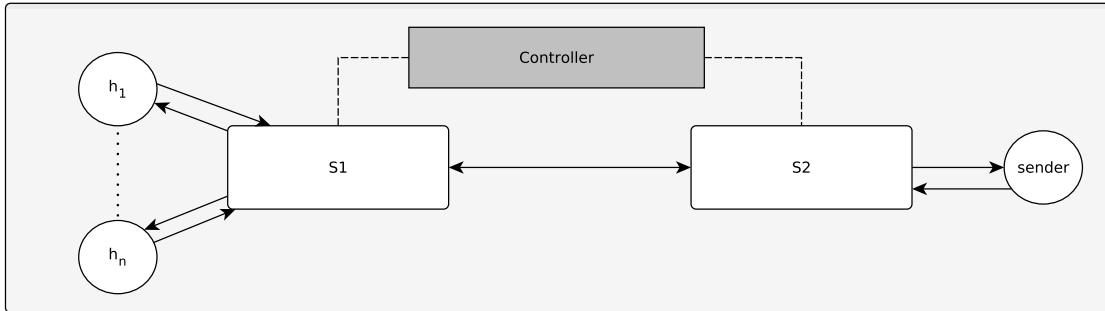 Controller
h1
S1
S2
sender
hn